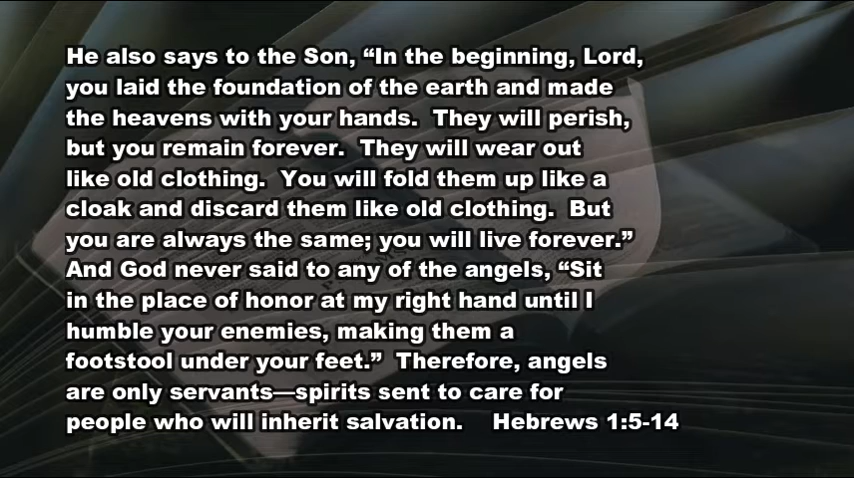 He also says to the Son, “In the beginning, Lord,
you laid the foundation of the earth and made
the heavens with your hands.  They will perish,
but you remain forever.  They will wear out
like old clothing.  You will fold them up like a
cloak and discard them like old clothing.  But
you are always the same; you will live forever.”
And God never said to any of the angels, “Sit
in the place of honor at my right hand until I
humble your enemies, making them a
footstool under your feet.”  Therefore, angels
are only servants—spirits sent to care for
people who will inherit salvation.    Hebrews 1:5-14